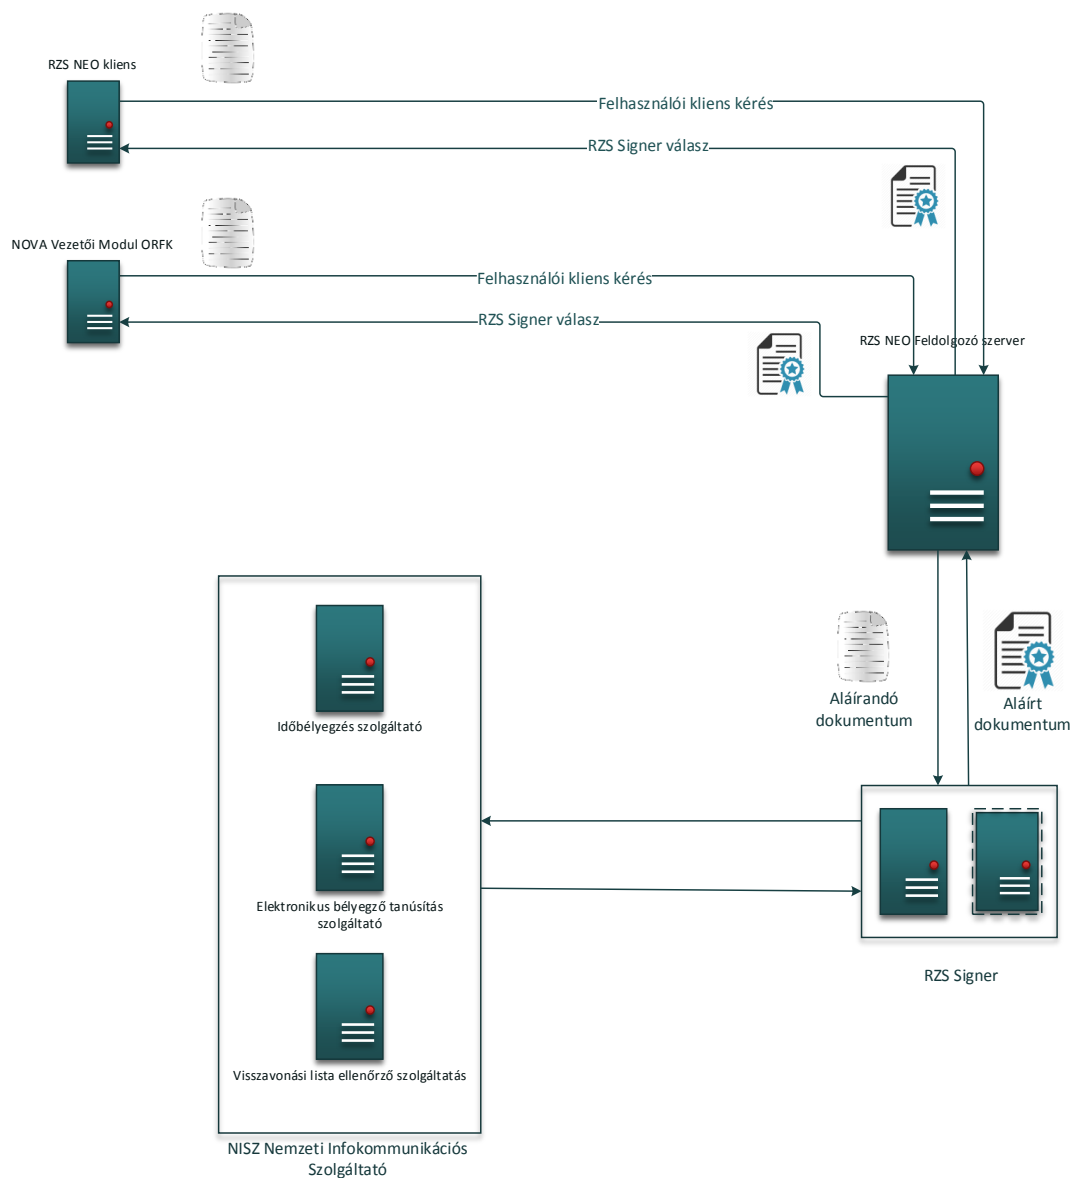 RZS NEO kliens
Felhasználói kliens kérés
RZS Signer válasz
NOVA Vezetői Modul ORFK
Felhasználói kliens kérés
RZS Signer válasz
RZS NEO Feldolgozó szerver
Aláírandó
dokumentum
Aláírt
dokumentum
Időbélyegzés szolgáltató
Elektronikus bélyegző tanúsítás
szolgáltató
RZS Signer
Visszavonási lista ellenőrző szolgáltatás
NISZ Nemzeti Infokommunikációs
Szolgáltató